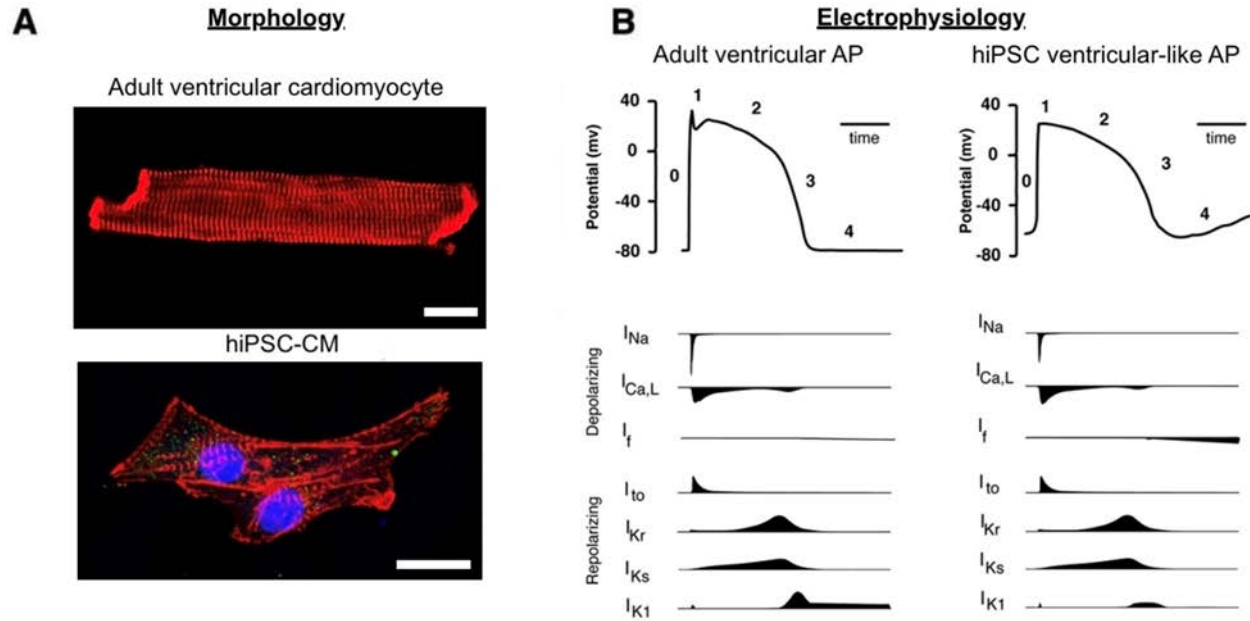 A
Morphology
Adult ventricular cardiomyocyte
hiPSC-CM
B
Electrophysiology
Adult ventricular AP
Potential (mv)
40
0
-40
-80
0
1
2
3
4
time
hiPSC ventricular-like AP
Potential (mv)
40
0
-40
-80
0
1
2
3
4
time
Depolarizing
INa
ICa,L
If
Repolarizing
Ito
IKr
IKs
IK1
INa
ICa,L
If
Ito
IKr
IKs
IK1